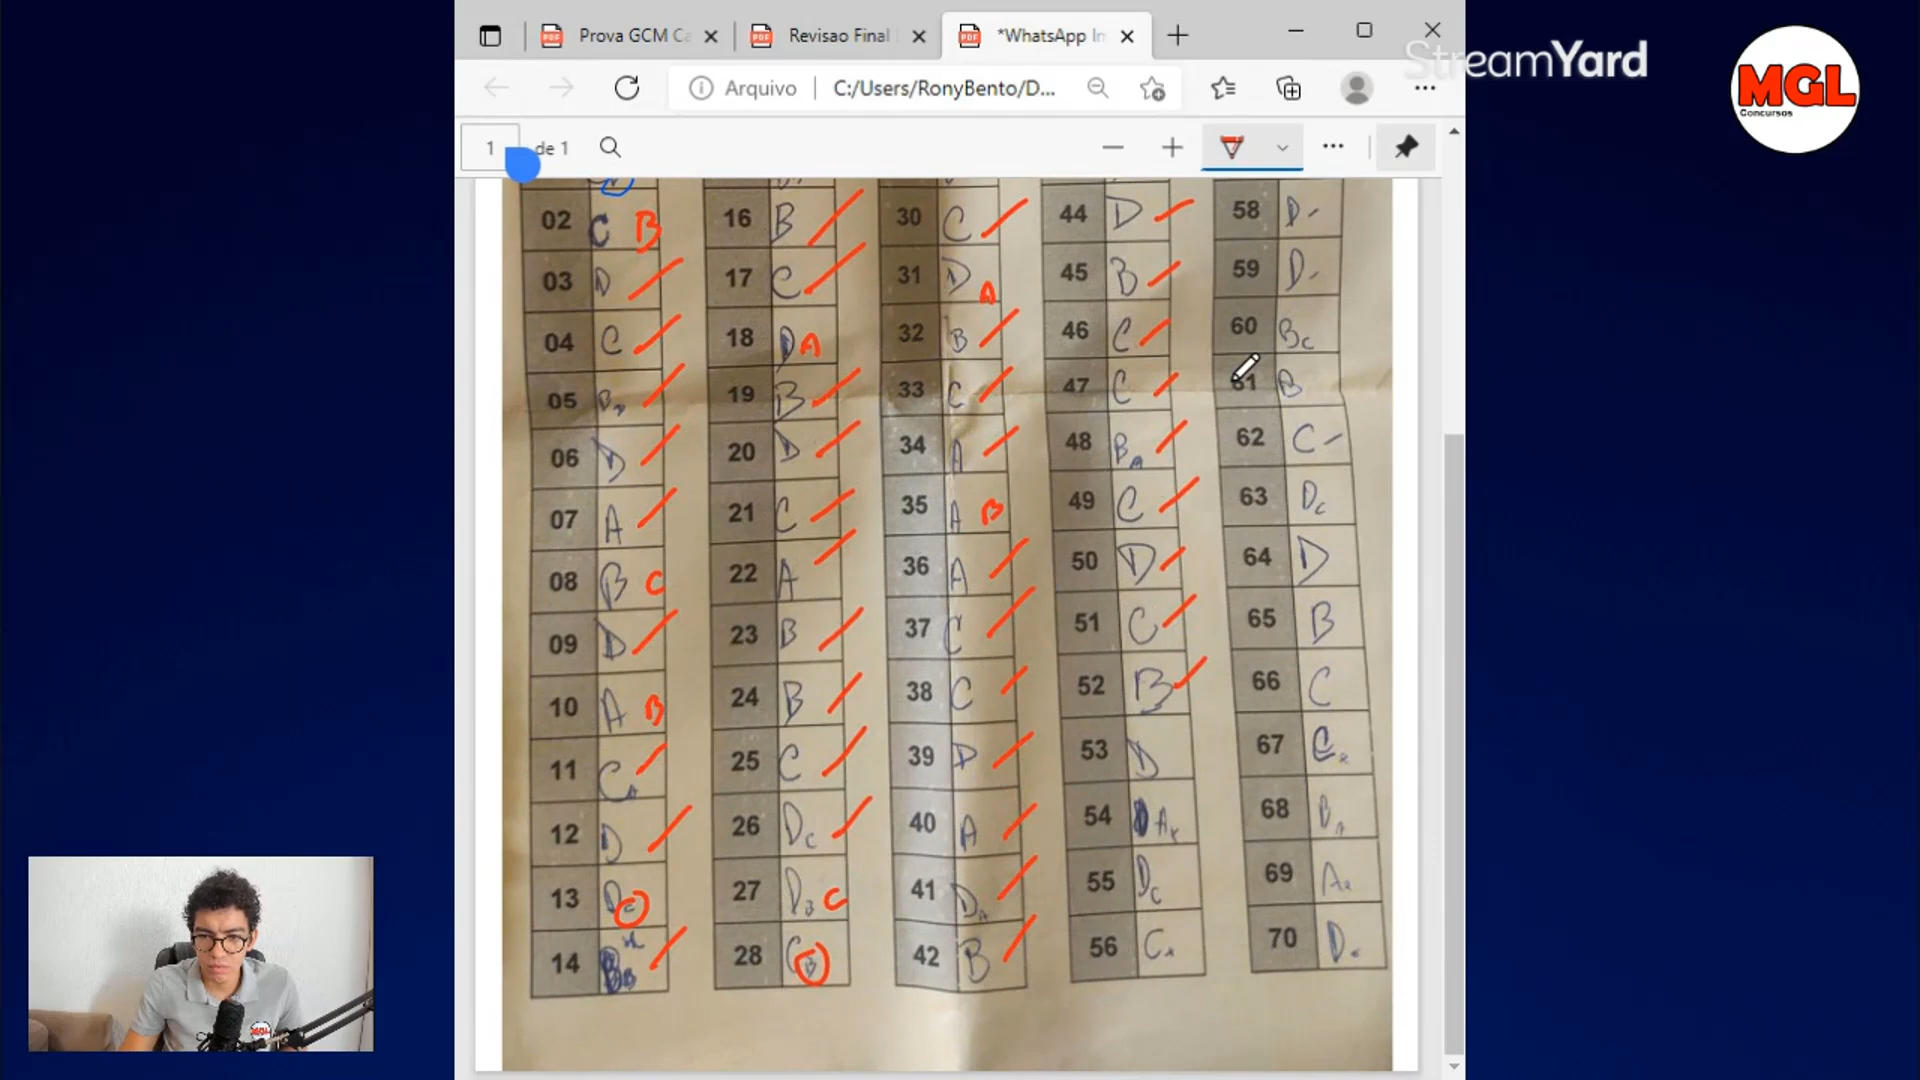 Prova GCM Ca
Revisao Final
*WhatsApp Im
Arquivo
C:/Users/RonyBento/D...
StreamYard
MGL
Concursos
1 de 1
02 C B 16 B 30 C 44 D 58 D
03 D 17 C 31 D A 45 B 59 D
04 C 18 D A 32 B 46 C 60 B C
05 B 19 B 33 C 47 C 61 B
06 D 20 D 34 A 48 B A 62 C
07 A 21 C 35 A B 49 C 63 D C
08 B C 22 A 36 A 50 D 64 D
09 D 23 B 37 C 51 C 65 B
10 A B 24 B 38 C 52 B 66 C
11 C A 25 C 39 D 53 D 67 C
12 D 26 D C 40 A 54 D A 68 B A
13 D C 27 D B C 41 D A 55 D C 69 A
14 B B 28 C B 42 B 56 C 70 D
MGL